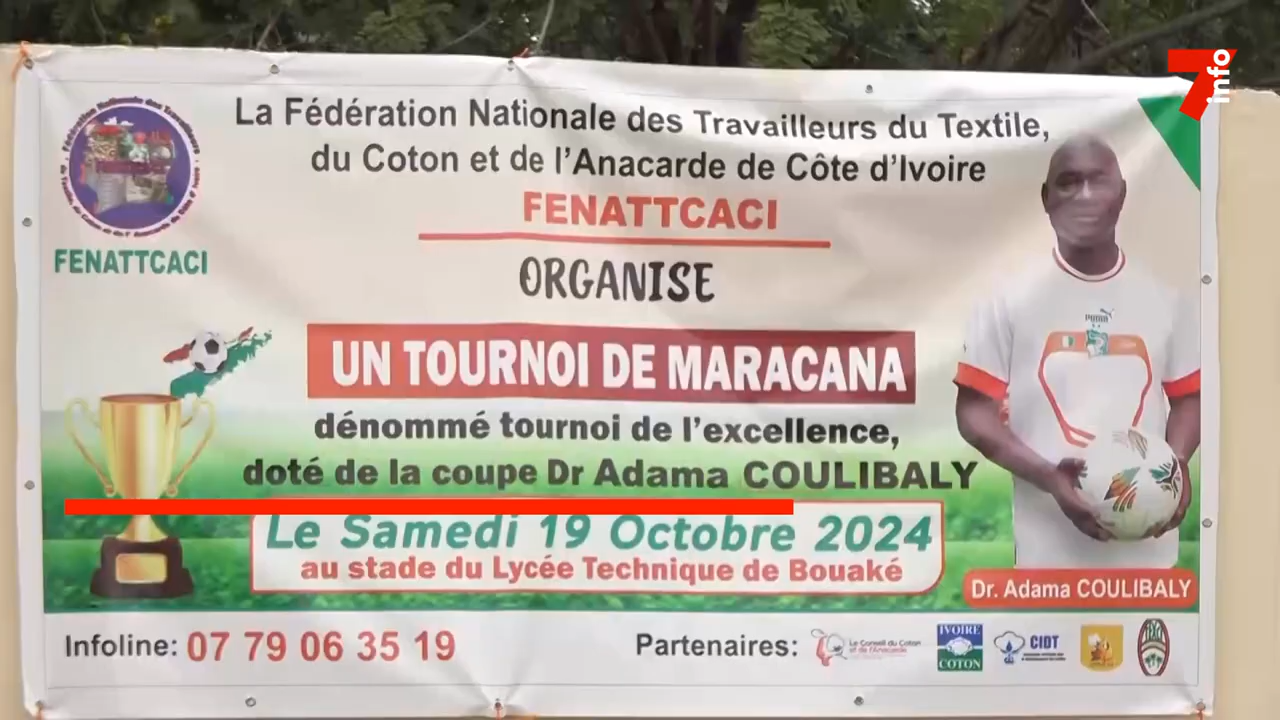 7 info
La Fédération Nationale des Travailleurs du Textile,
du Coton et de l'Anacarde de Côte d'Ivoire
FENATTCACI
FENATTCACI
ORGANISE
UN TOURNOI DE MARACANA
dénommé tournoi de l'excellence,
doté de la coupe Dr Adama COULIBALY
Le Samedi 19 Octobre 2024
au stade du Lycée Technique de Bouaké
PUMA
Dr. Adama COULIBALY
Infoline: 07 79 06 35 19
Partenaires:
Le Conseil du Coton
et de l'Anacarde
IVOIRE
COTON
CIDT